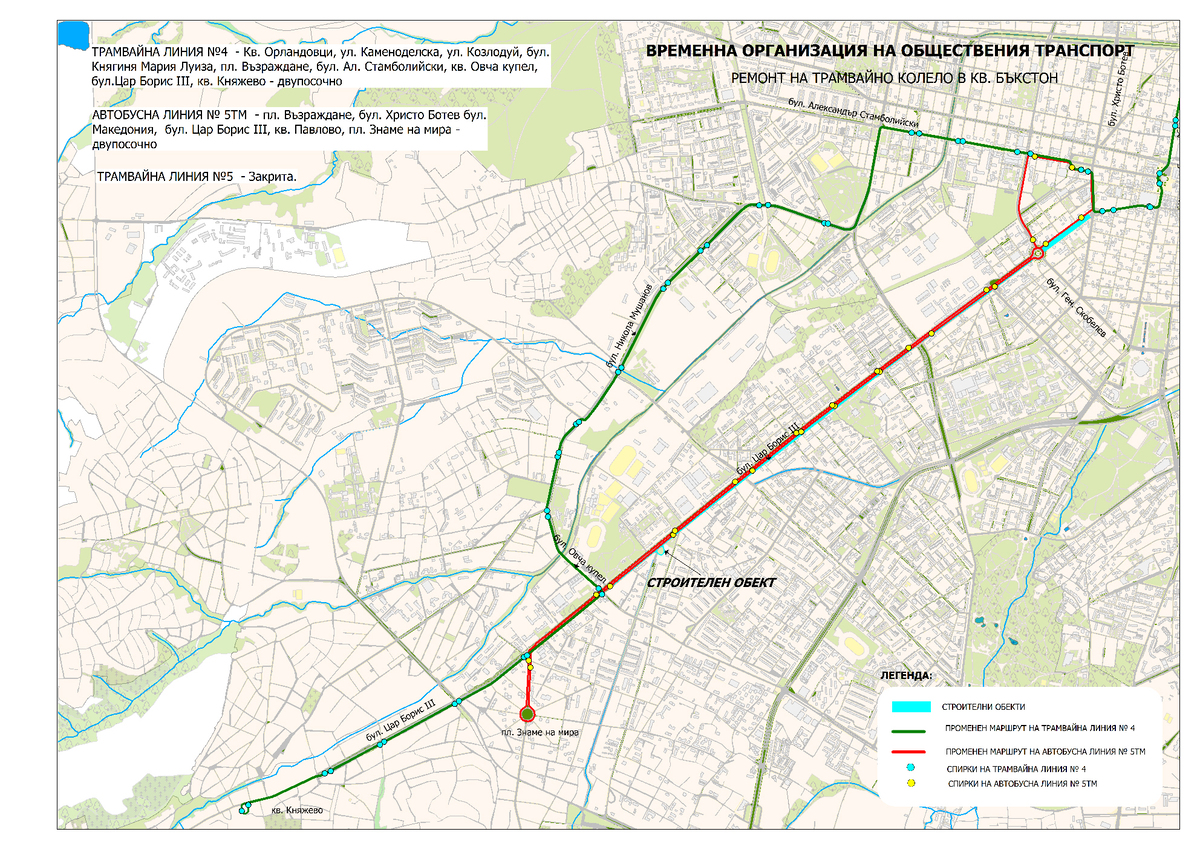 ТРАМВАЙНА ЛИНИЯ №4 - Кв. Орландовци, ул. Каменоделска, ул. Козлодуй, бул.
Княгиня Мария Луиза, пл. Възраждане, бул. Ал. Стамболийски, кв. Овча купел,
бул.Цар Борис III, кв. Княжево - двупосочно
АВТОБУСНА ЛИНИЯ № 5ТМ - пл. Възраждане, бул. Христо Ботев бул.
Македония, бул. Цар Борис III, кв. Павлово, пл. Знаме на мира -
двупосочно
ТРАМВАЙНА ЛИНИЯ №5 - Закрита.
ВРЕМЕННА ОРГАНИЗАЦИЯ НА ОБЩЕСТВЕНИЯ ТРАНСПОРТ
РЕМОНТ НА ТРАМВАЙНО КОЛЕЛО В КВ. БЪКСТОН
бул. Христо Ботев
бул. Александър Стамболийски
бул. Никола Мушанов
бул. Ген. Скобелев
бул. Цар Борис III
бул. Овча купел
СТРОИТЕЛЕН ОБЕКТ
бул. Цар Борис III
пл. Знаме на мира
кв. Княжево
ЛЕГЕНДА:
СТРОИТЕЛНИ ОБЕКТИ
ПРОМЕНЕН МАРШРУТ НА ТРАМВАЙНА ЛИНИЯ № 4
ПРОМЕНЕН МАРШРУТ НА АВТОБУСНА ЛИНИЯ № 5ТМ
СПИРКИ НА ТРАМВАЙНА ЛИНИЯ № 4
СПИРКИ НА АВТОБУСНА ЛИНИЯ № 5ТМ